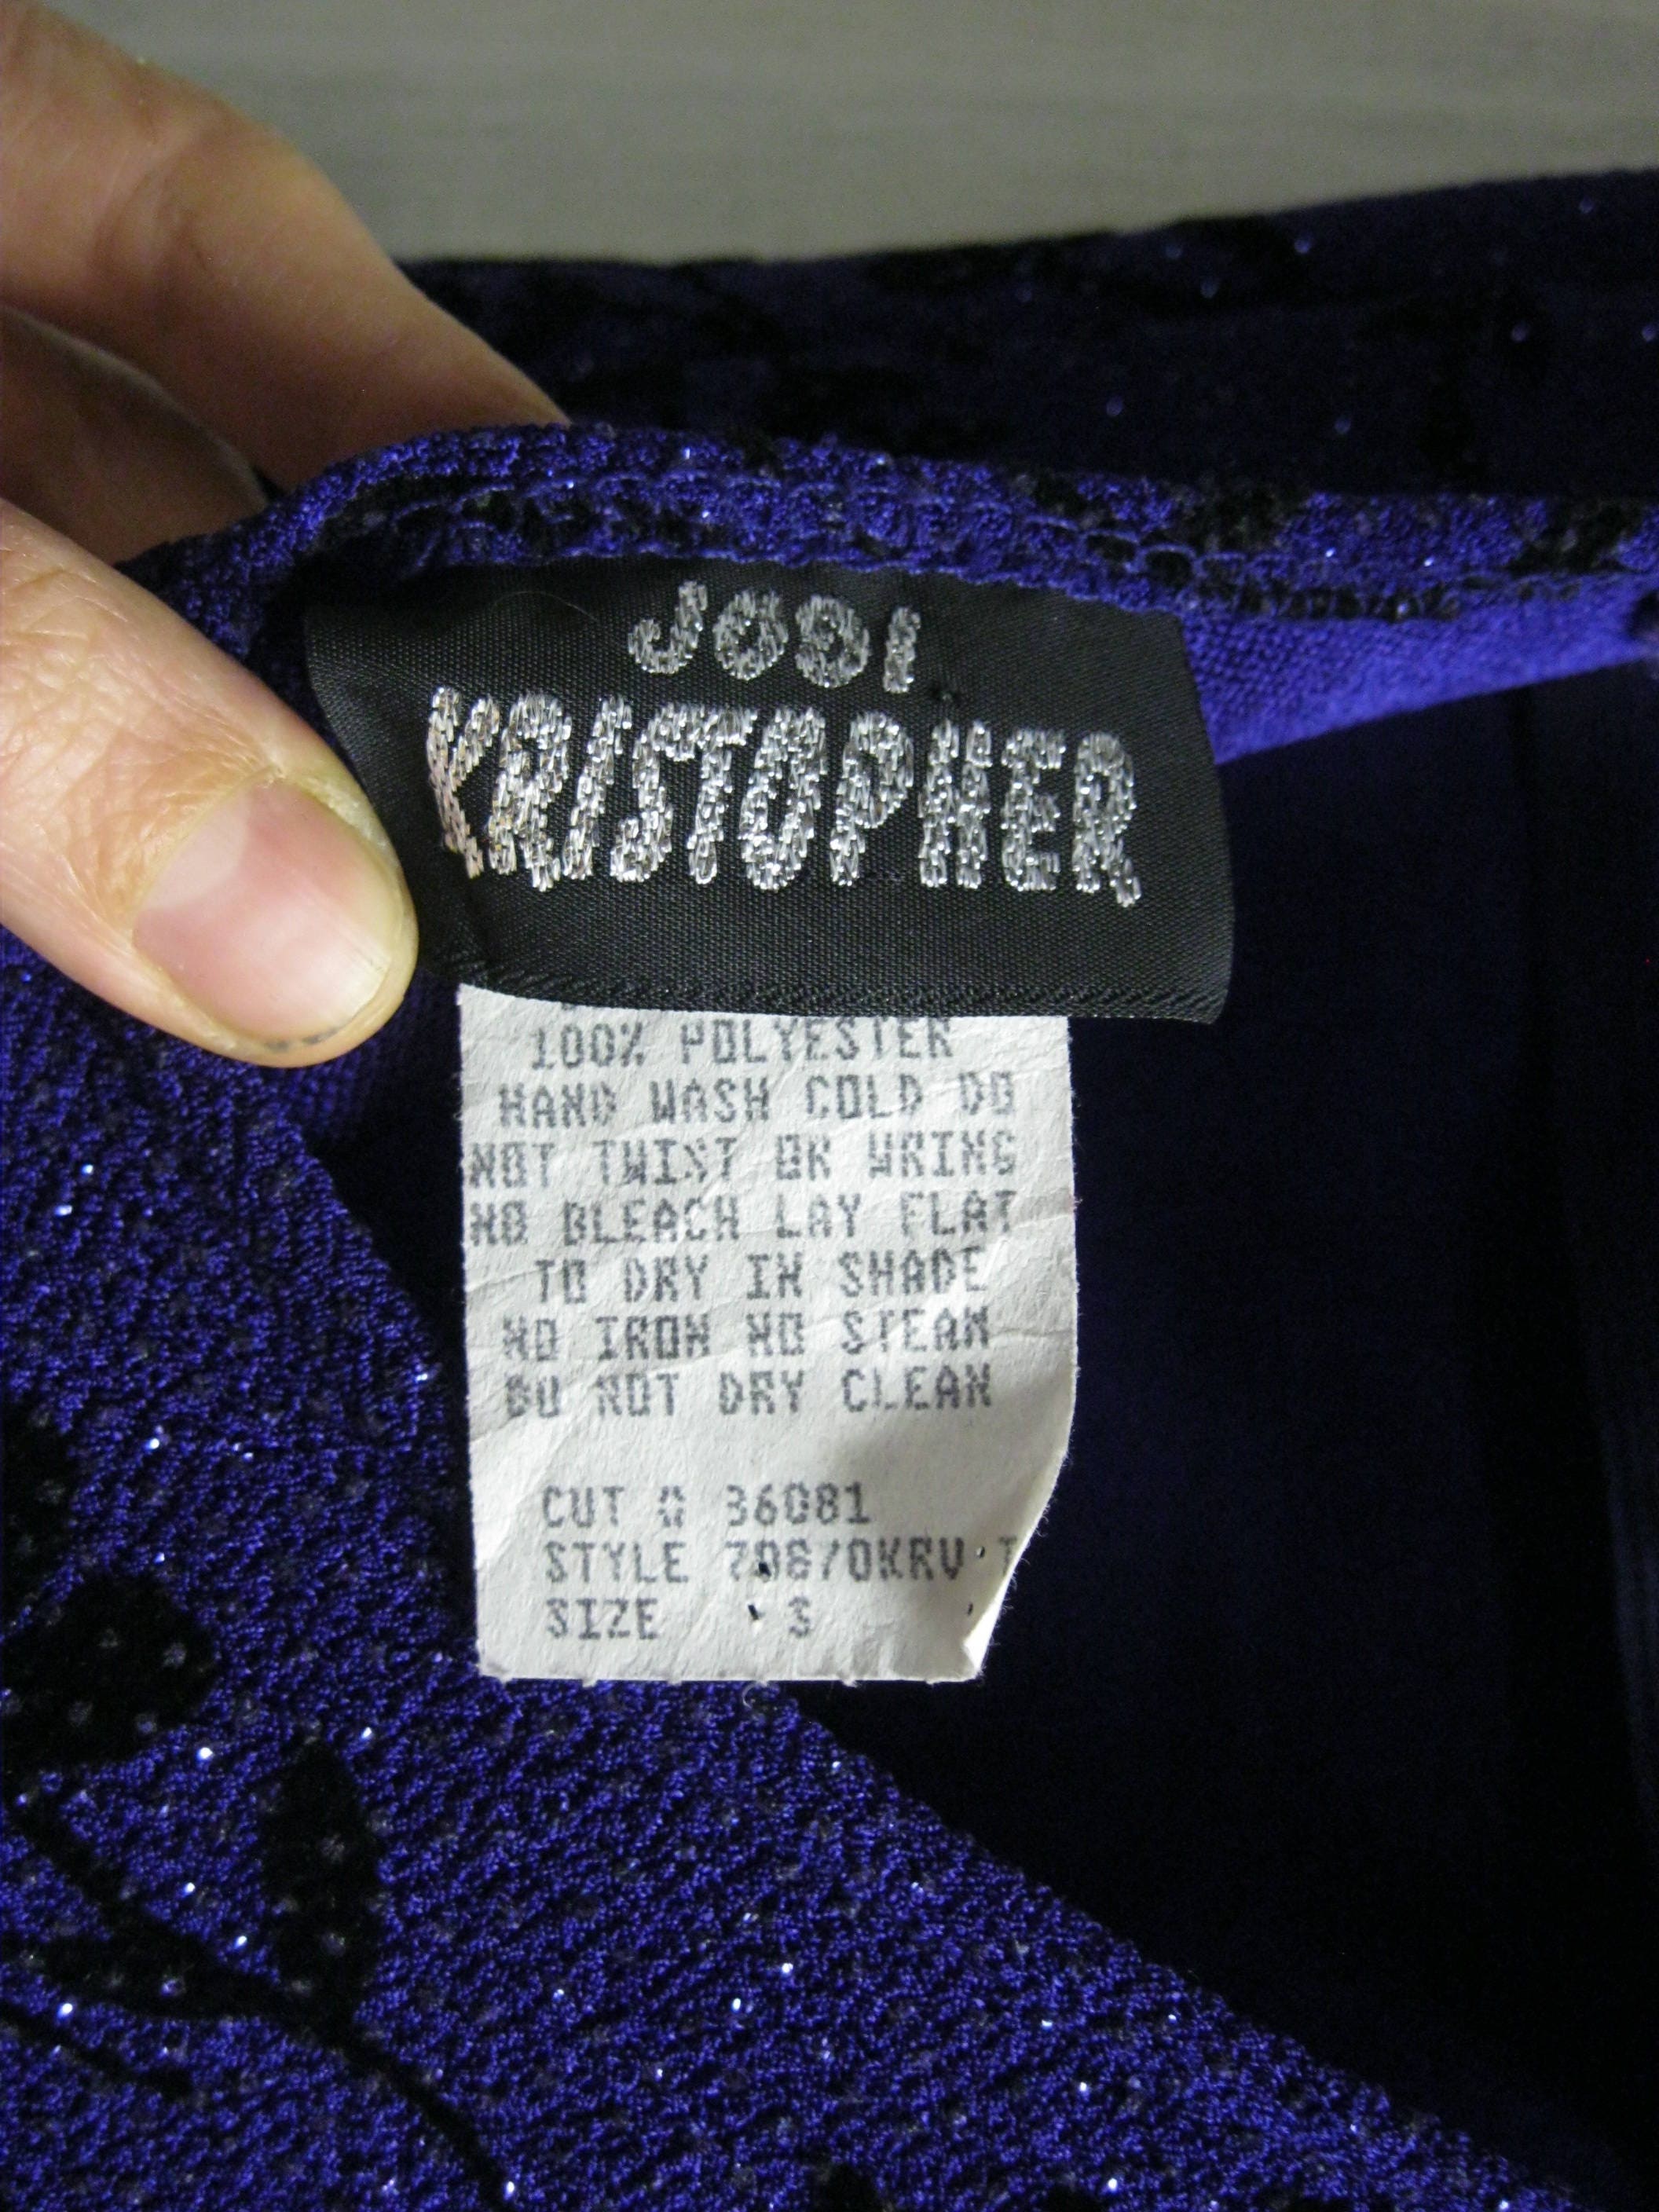 JODI
KRISTOPHER
100% POLYESTER
HAND WASH COLD DO
NOT TWIST OR WRING
NO BLEACH LAY FLAT
TO DRY IN SHADE
NO IRON NO STEAM
DO NOT DRY CLEAN
CUT # 36081
STYLE
SIZE S